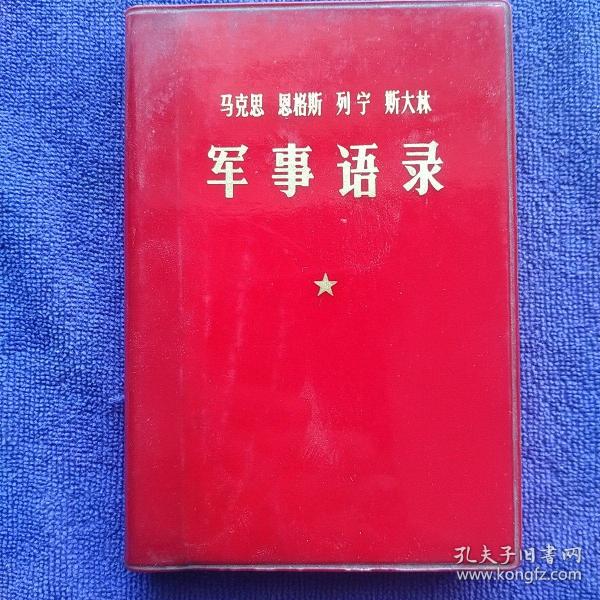 马克思 恩格斯 列宁 斯大林
军事语录
孔夫子旧書网
www.kongfz.com